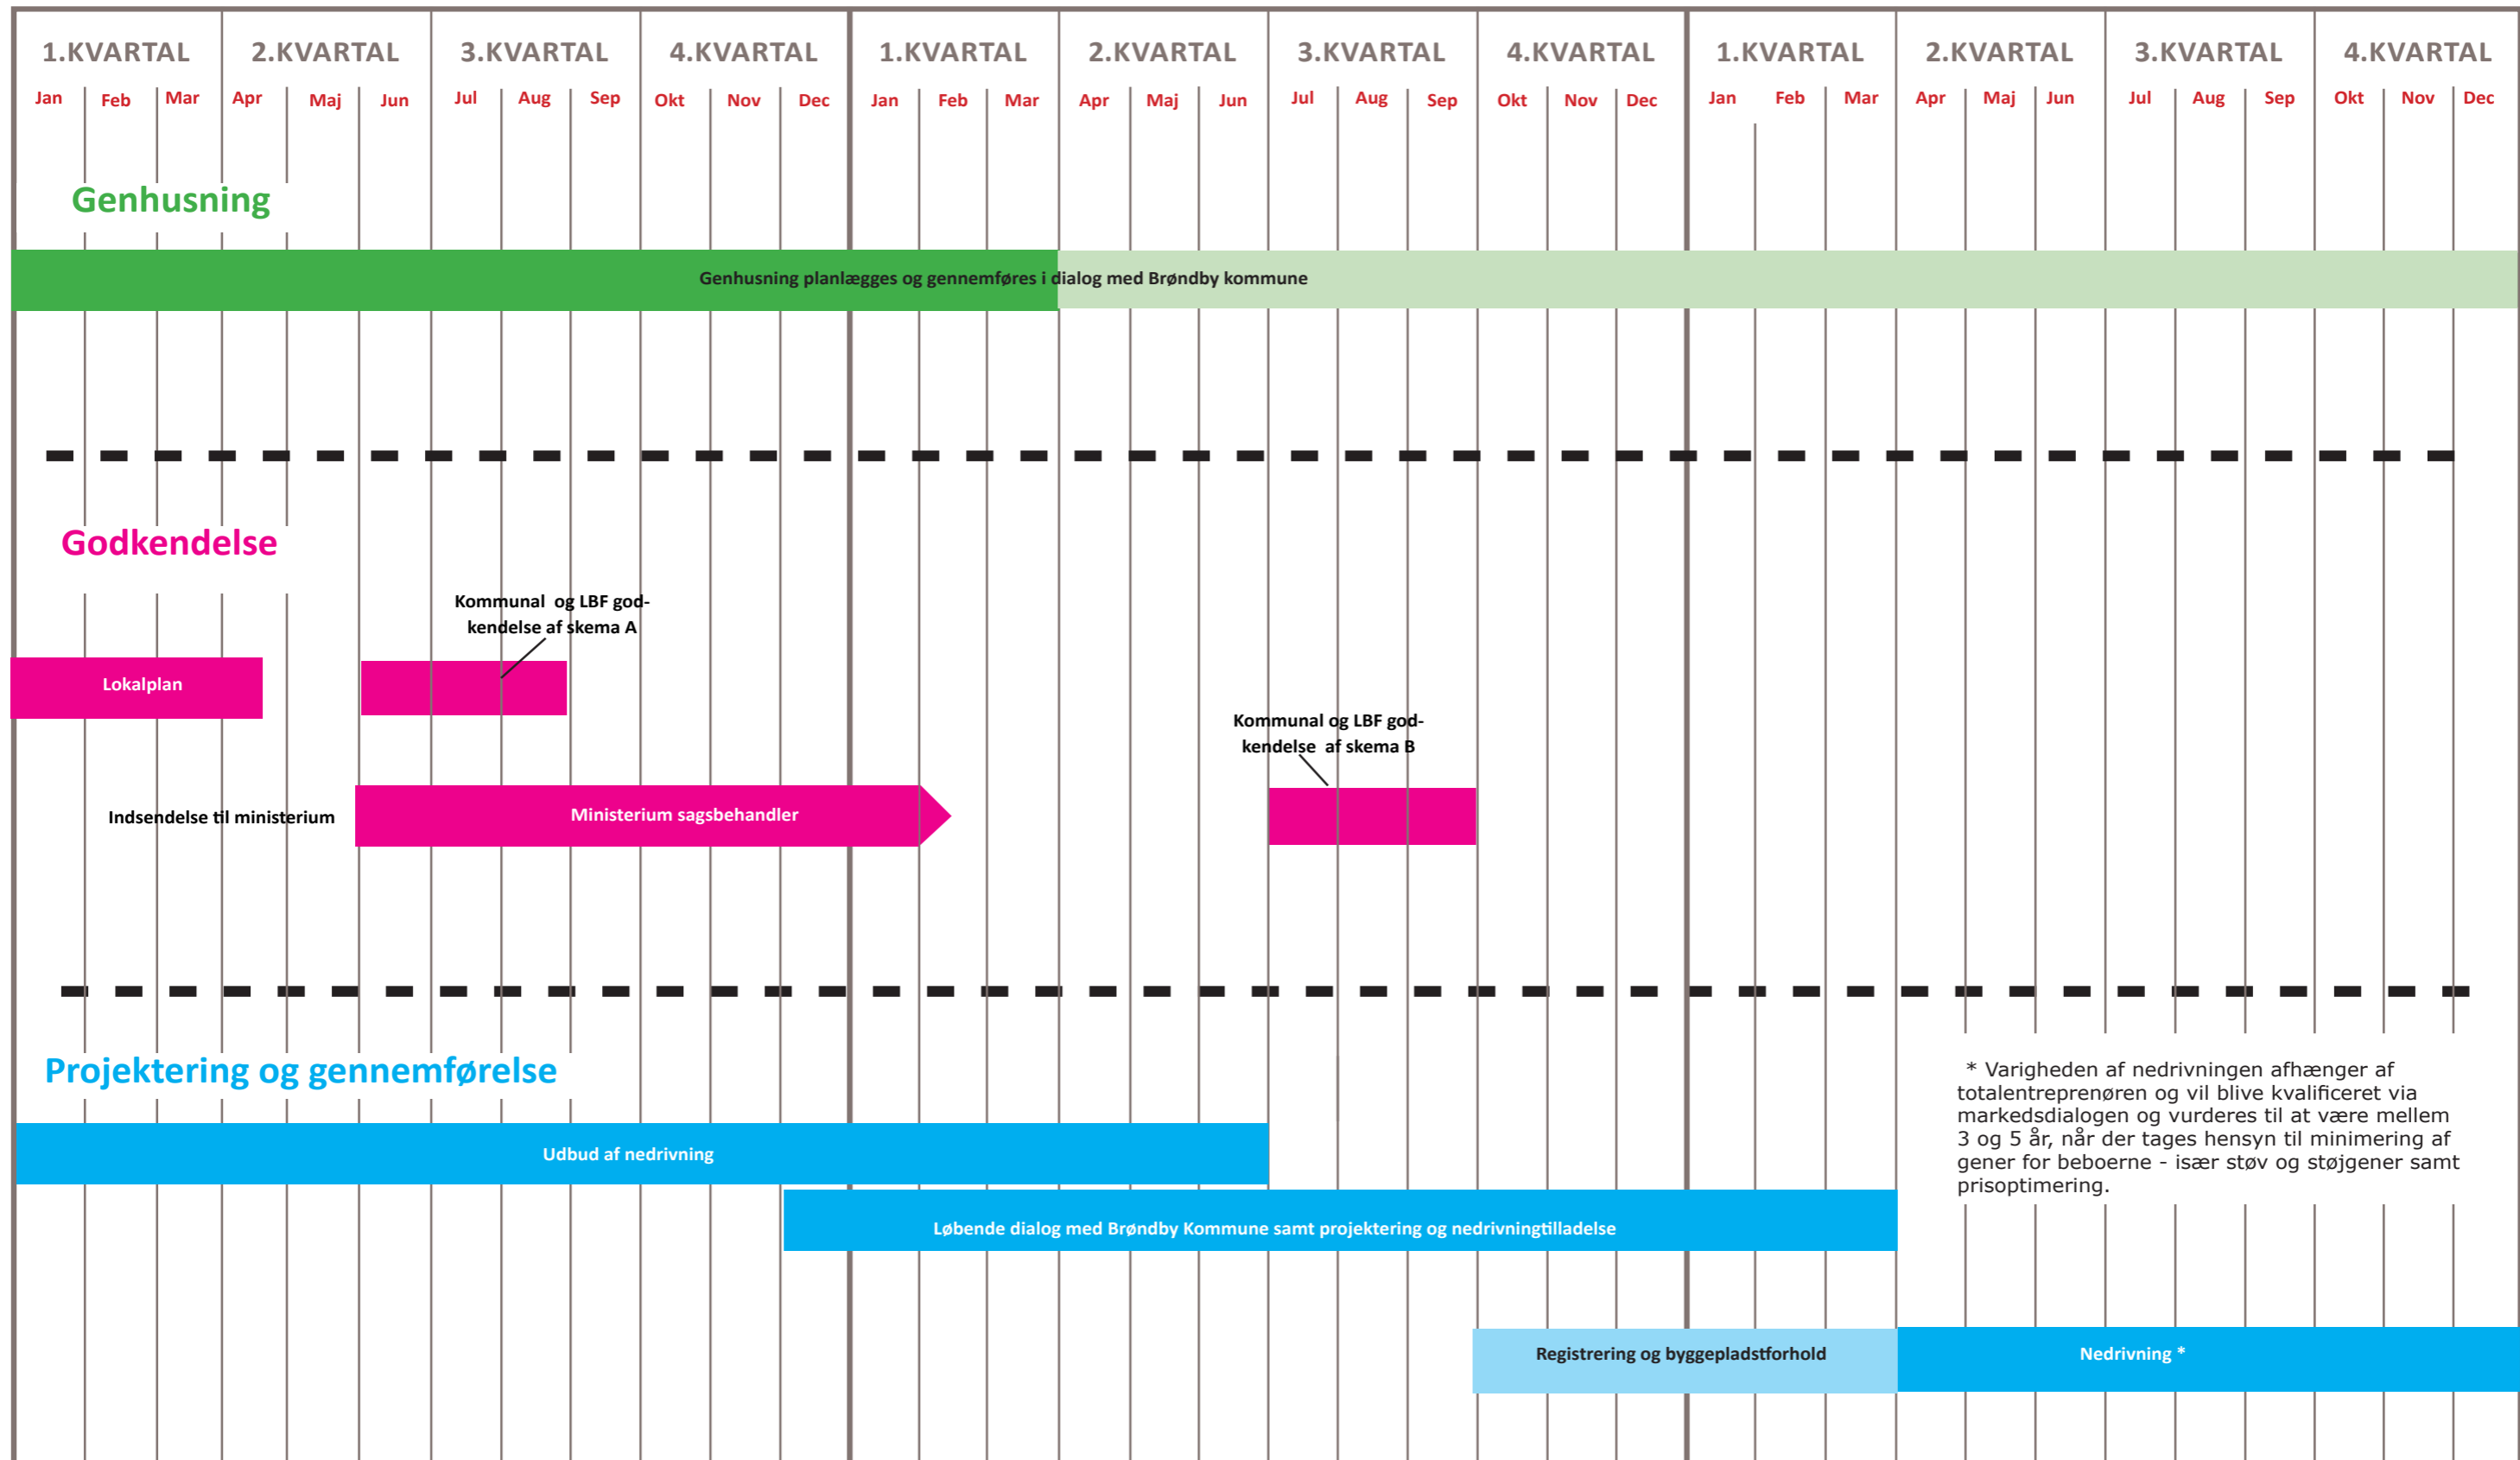 1.KVARTAL 2.KVARTAL 3.KVARTAL 4.KVARTAL 1.KVARTAL 2.KVARTAL 3.KVARTAL 4.KVARTAL 1.KVARTAL 2.KVARTAL 3.KVARTAL 4.KVARTAL
Jan Feb Mar Apr Maj Jun Jul Aug Sep Okt Nov Dec Jan Feb Mar Apr Maj Jun Jul Aug Sep Okt Nov Dec Jan Feb Mar Apr Maj Jun Jul Aug Sep Okt Nov Dec
Genhusning
Genhusning planlægges og gennemføres i dialog med Brøndby kommune
Godkendelse
Kommunal og LBF god-
kendelse af skema A
Lokalplan
Kommunal og LBF god-
kendelse af skema B
Indsendelse til ministerium
Ministerium sagsbehandler
Projektering og gennemførelse
* Varigheden af nedrivningen afhænger af
totalentreprenøren og vil blive kvalificeret via
markedsdialogen og vurderes til at være mellem
3 og 5 år, når der tages hensyn til minimering af
gener for beboerne - især støv og støjgener samt
prisoptimering.
Udbud af nedrivning
Løbende dialog med Brøndby Kommune samt projektering og nedrivningtilladelse
Registrering og byggepladstforhold
Nedrivning *